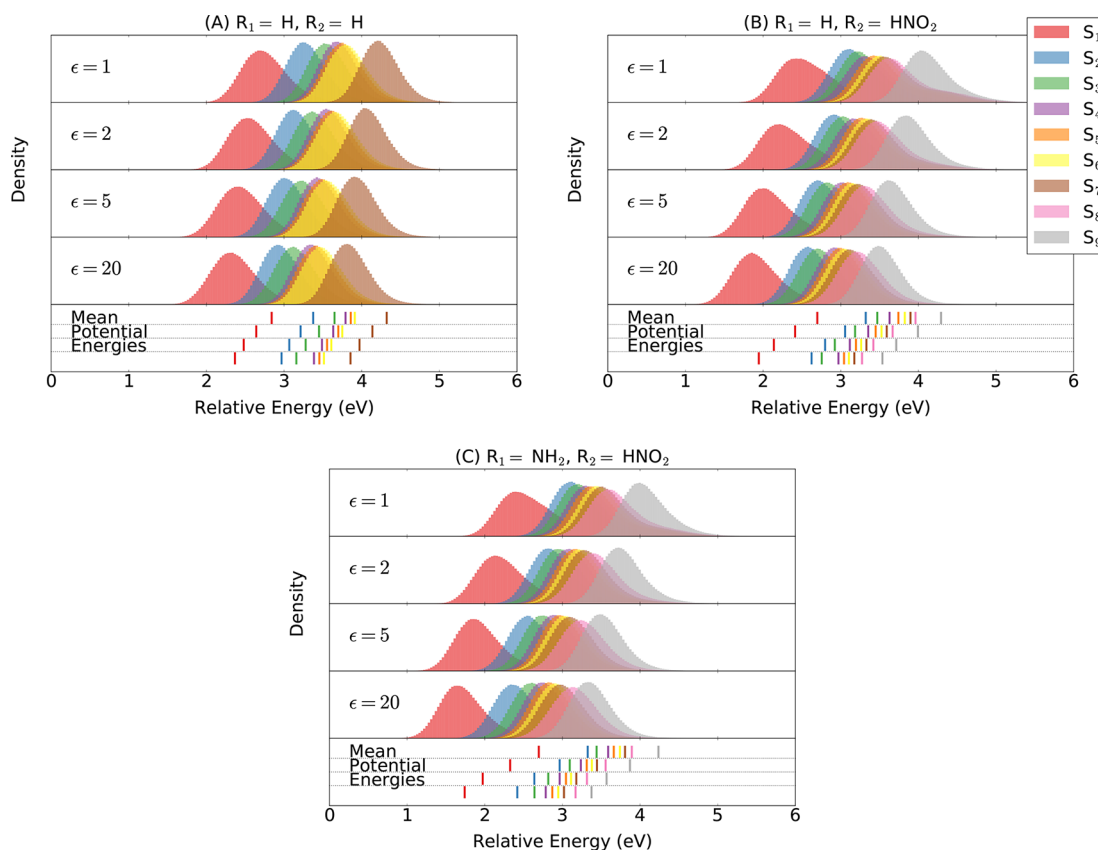 (A) R₁ = H, R₂ = H
ϵ = 1
ϵ = 2
ϵ = 5
ϵ = 20
Density
Mean
Potential
Energies
0 1 2 3 4 5 6
Relative Energy (eV)
(B) R₁ = H, R₂ = HNO₂
ϵ = 1
ϵ = 2
ϵ = 5
ϵ = 20
Density
Mean
Potential
Energies
0 1 2 3 4 5 6
Relative Energy (eV)
S₁
S₂
S₃
S₄
S₅
S₆
S₇
S₈
S₉
(C) R₁ = NH₂, R₂ = HNO₂
ϵ = 1
ϵ = 2
ϵ = 5
ϵ = 20
Density
Mean
Potential
Energies
0 1 2 3 4 5 6
Relative Energy (eV)